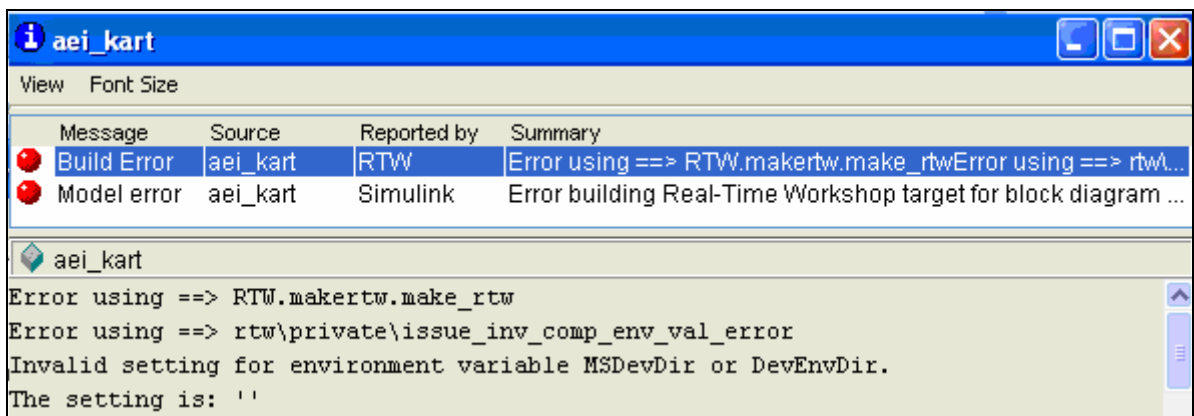 aei_kart
View Font Size
Message Source Reported by Summary
Build Error aei_kart RTW Error using ==> RTW.makertw.make_rtwError using ==> rtw\...
Model error aei_kart Simulink Error building Real-Time Workshop target for block diagram ...
aei_kart
Error using ==> RTW.makertw.make_rtw
Error using ==> rtw\private\issue_inv_comp_env_val_error
Invalid setting for environment variable MSDevDir or DevEnvDir.
The setting is: ''